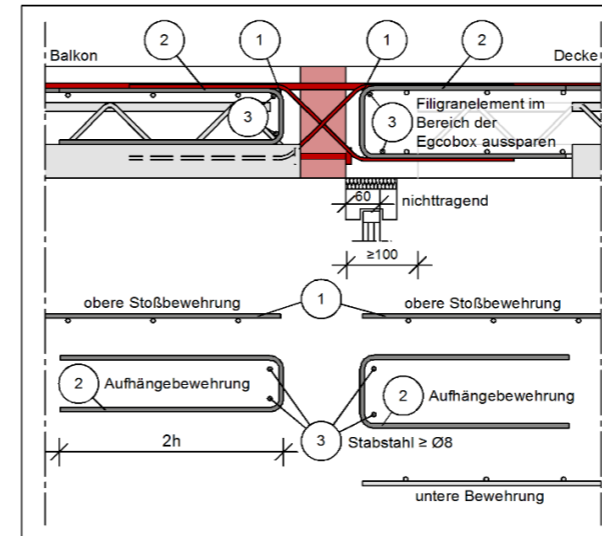 2 1 1 2
Balkon Decke
3 3 Filigranelement im
Bereich der
Egcobox aussparen
60 nichttragend
≥100
obere Stoßbewehrung 1 obere Stoßbewehrung
2 Aufhängebewehrung Aufhängebewehrung
2
2h 3 Stabstahl ≥ Ø8
untere Bewehrung